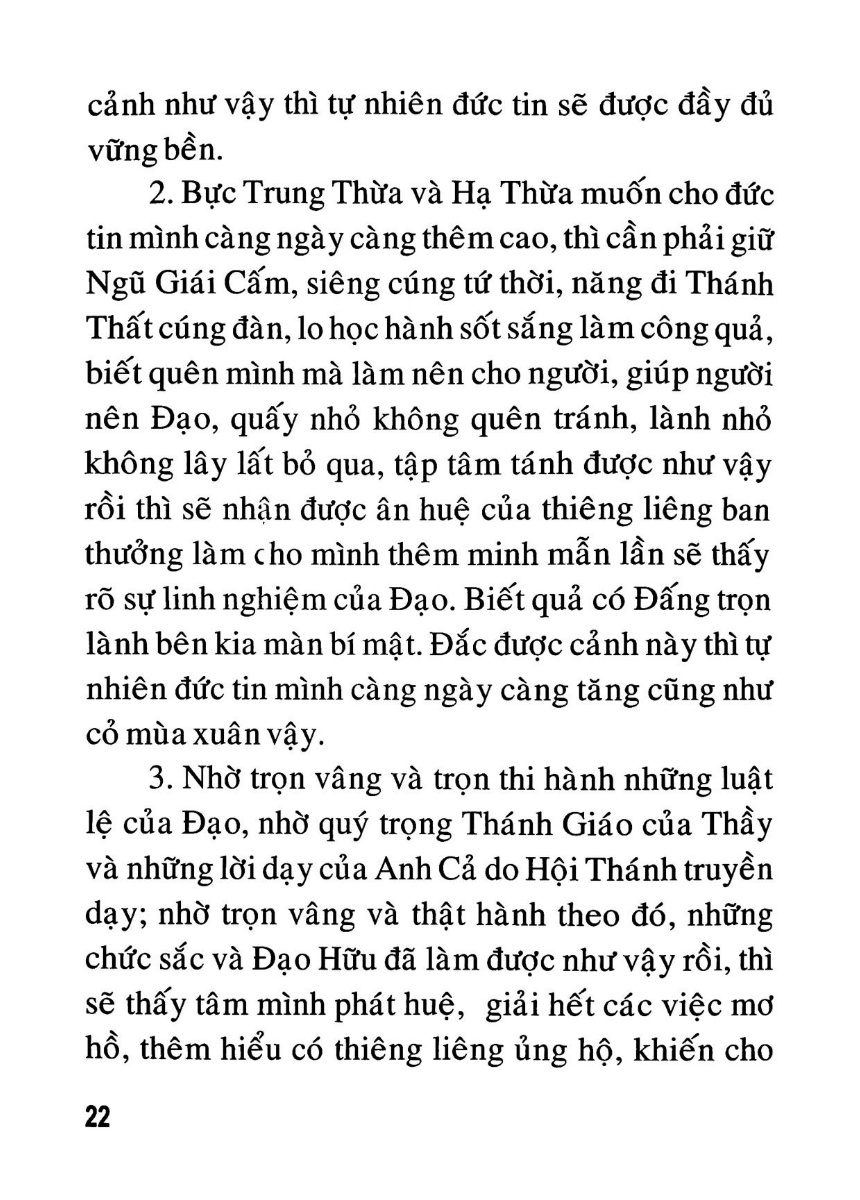 cảnh như vậy thì tự nhiên đức tin sẽ được đầy đủ
vững bền.
2. Bực Trung Thừa và Hạ Thừa muốn cho đức
tin mình càng ngày càng thêm cao, thì cần phải giữ
Ngũ Giái Cấm, siêng cúng tứ thời, năng đi Thánh
Thất cúng đàn, lo học hành sốt sắng làm công quả,
biết quên mình mà làm nên cho người, giúp người
nên Đạo, quấy nhỏ không quên tránh, lành nhỏ
không lây lất bỏ qua, tập tâm tánh được như vậy
rồi thì sẽ nhận được ân huệ của thiêng liêng ban
thưởng làm cho mình thêm minh mẫn lần sẽ thấy
rõ sự linh nghiệm của Đạo. Biết quả có Đấng trọn
lành bên kia màn bí mật. Đắc được cảnh này thì tự
nhiên đức tin mình càng ngày càng tăng cũng như
cỏ mùa xuân vậy.
3. Nhờ trọn vâng và trọn thi hành những luật
lệ của Đạo, nhờ quý trọng Thánh Giáo của Thầy
và những lời dạy của Anh Cả do Hội Thánh truyền
dạy; nhờ trọn vâng và thật hành theo đó, những
chức sắc và Đạo Hữu đã làm được như vậy rồi, thì
sẽ thấy tâm mình phát huệ, giải hết các việc mơ
hồ, thêm hiểu có thiêng liêng ủng hộ, khiến cho
22